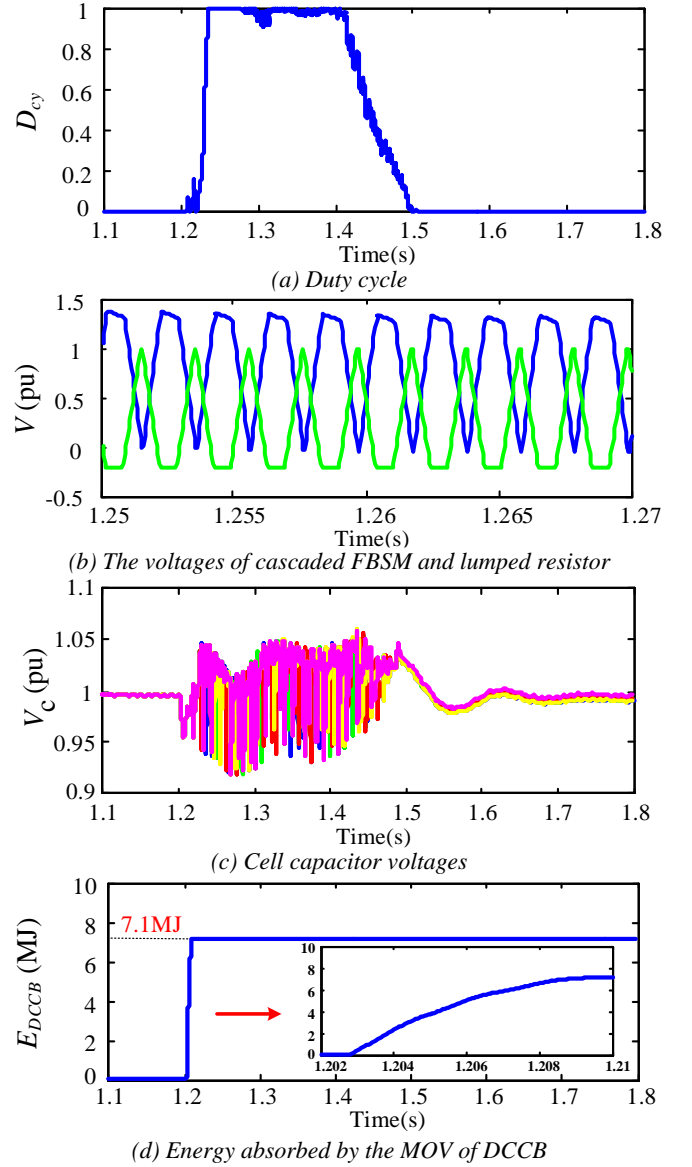 1
0.8
0.6
0.4
0.2
0
D_cy
1.1 1.2 1.3 1.4 1.5 1.6 1.7 1.8
Time(s)
(a) Duty cycle
1.5
1
0.5
0
-0.5
V (pu)
1.25 1.255 1.26 1.265 1.27
Time(s)
(b) The voltages of cascaded FBSM and lumped resistor
1.1
1.05
1
0.95
0.9
V_c (pu)
1.1 1.2 1.3 1.4 1.5 1.6 1.7 1.8
Time(s)
(c) Cell capacitor voltages
10
8
6
4
2
0
E_DCCB (MJ)
7.1MJ
10
8
6
4
2
0
1.202 1.204 1.206 1.208 1.21
1.1 1.2 1.3 1.4 1.5 1.6 1.7 1.8
Time(s)
(d) Energy absorbed by the MOV of DCCB